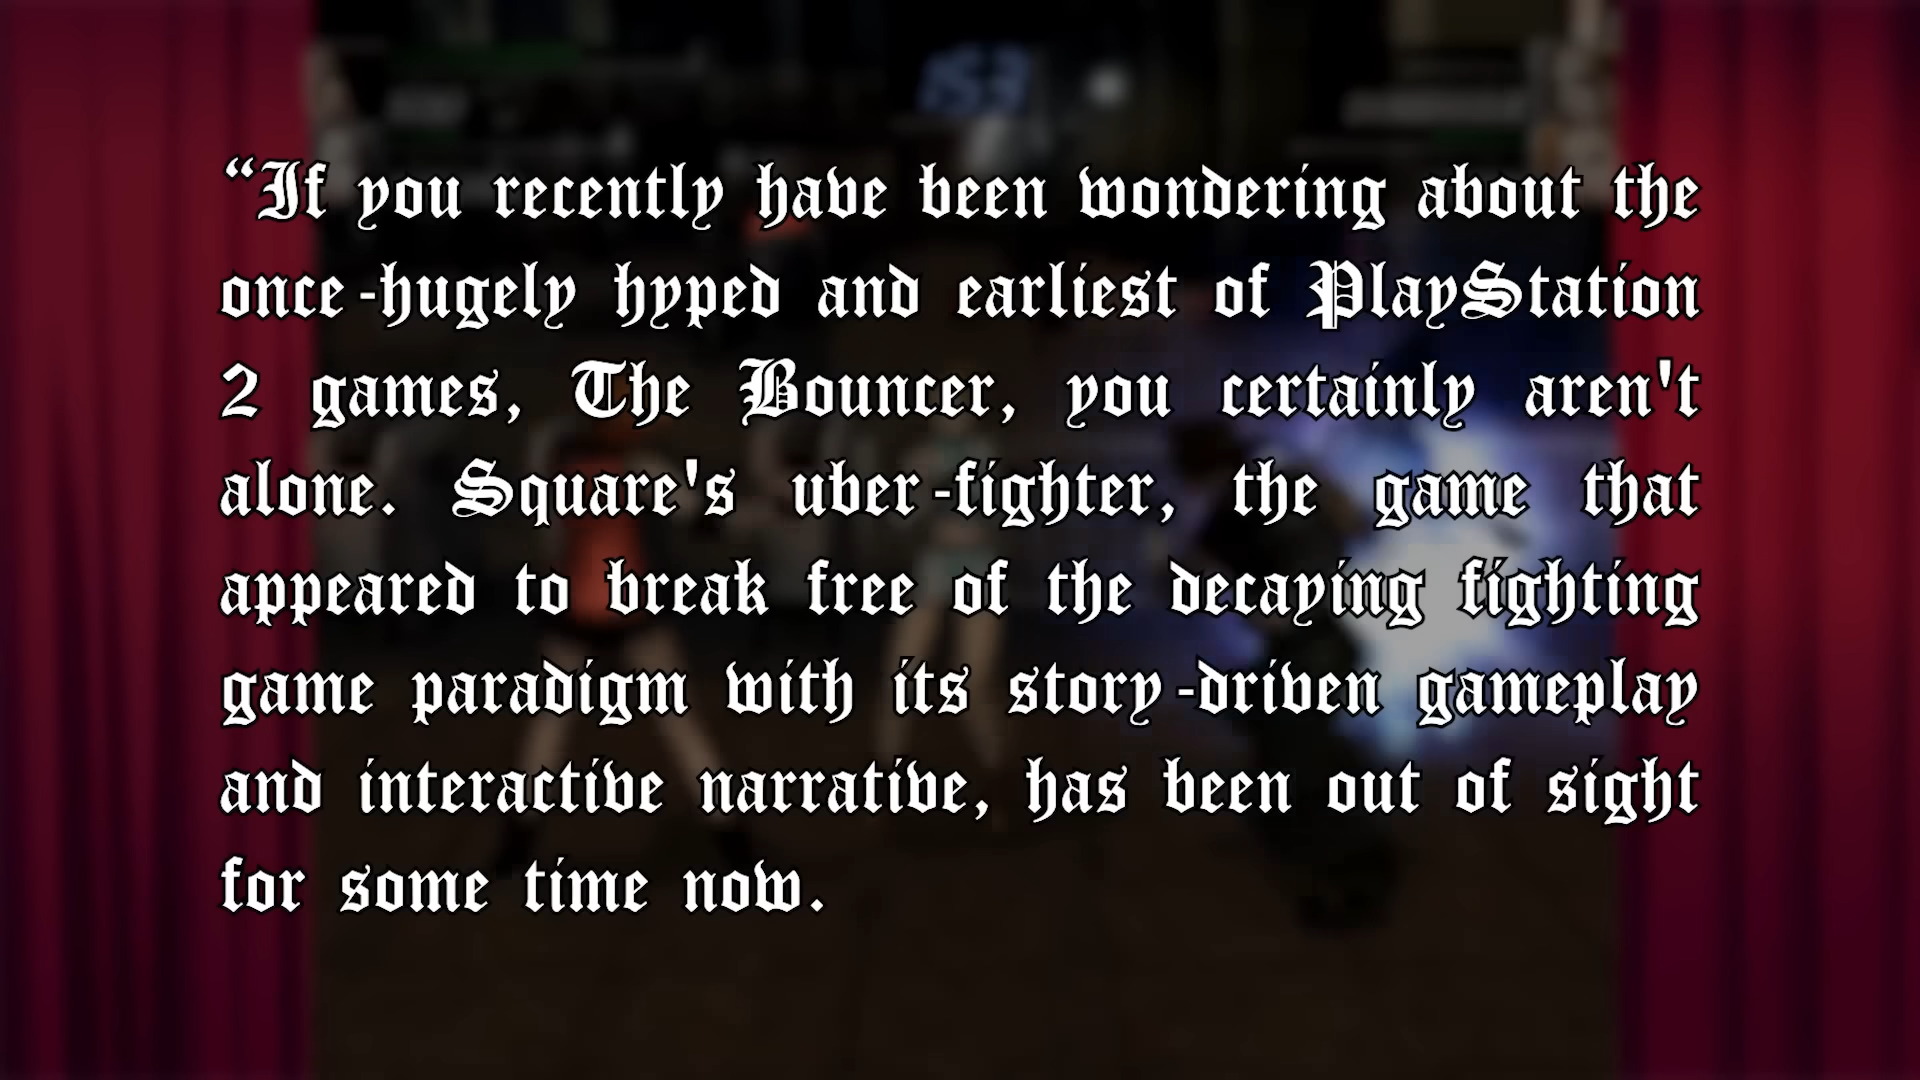 153
“If you recently have been wondering about the
once-hugely hyped and earliest of PlayStation
2 games, The Bouncer, you certainly aren't
alone. Square's uber-fighter, the game that
appeared to break free of the decaying fighting
game paradigm with its story-driven gameplay
and interactive narrative, has been out of sight
for some time now.